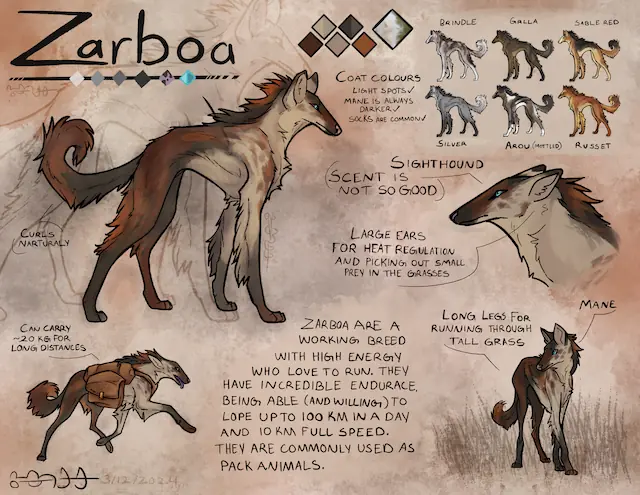 Zarboa
BRINDLE
GALLA
SABLE RED
COAT COLOURS
LIGHT SPOTS✓
MANE IS ALWAYS
DARKER✓
SOCKS ARE COMMON✓
SILVER
AROU (MOTTLED)
RUSSET
SIGHTHOUND
(SCENT IS
NOT SO GOOD)
LARGE EARS
FOR HEAT REGULATION
AND PICKING OUT SMALL
PREY IN THE GRASSES
CURLS
NARTURALY
CAN CARRY
~20 KG FOR
LONG DISTANCES
ZARBOA ARE A
WORKING BREED
WITH HIGH ENERGY
WHO LOVE TO RUN. THEY
HAVE INCREDIBLE ENDURACE,
BEING ABLE (AND WILLING) TO
LOPE UP TO 100 KM IN A DAY
AND 10 KM FULL SPEED.
THEY ARE COMMONLY USED AS
PACK ANIMALS.
LONG LEGS FOR
RUNNING THROUGH
TALL GRASS
MANE
3/12/2024